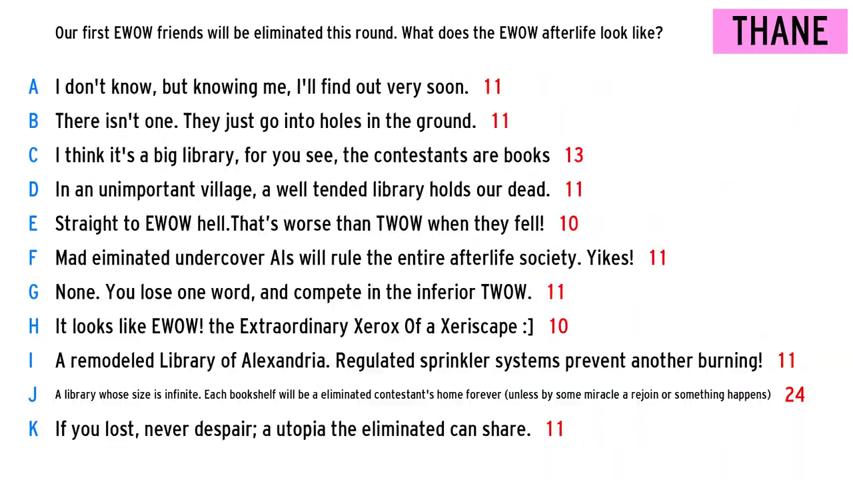 Our first EWOW friends will be eliminated this round. What does the EWOW afterlife look like?
THANE
A I don't know, but knowing me, I'll find out very soon. 11
B There isn't one. They just go into holes in the ground. 11
C I think it's a big library, for you see, the contestants are books 13
D In an unimportant village, a well tended library holds our dead. 11
E Straight to EWOW hell.That's worse than TWOW when they fell! 10
F Mad eiminated undercover AIs will rule the entire afterlife society. Yikes! 11
G None. You lose one word, and compete in the inferior TWOW. 11
H It looks like EWOW! the Extraordinary Xerox Of a Xeriscape :] 10
I A remodeled Library of Alexandria. Regulated sprinkler systems prevent another burning! 11
J A library whose size is infinite. Each bookshelf will be a eliminated contestant's home forever (unless by some miracle a rejoin or something happens) 24
K If you lost, never despair; a utopia the eliminated can share. 11